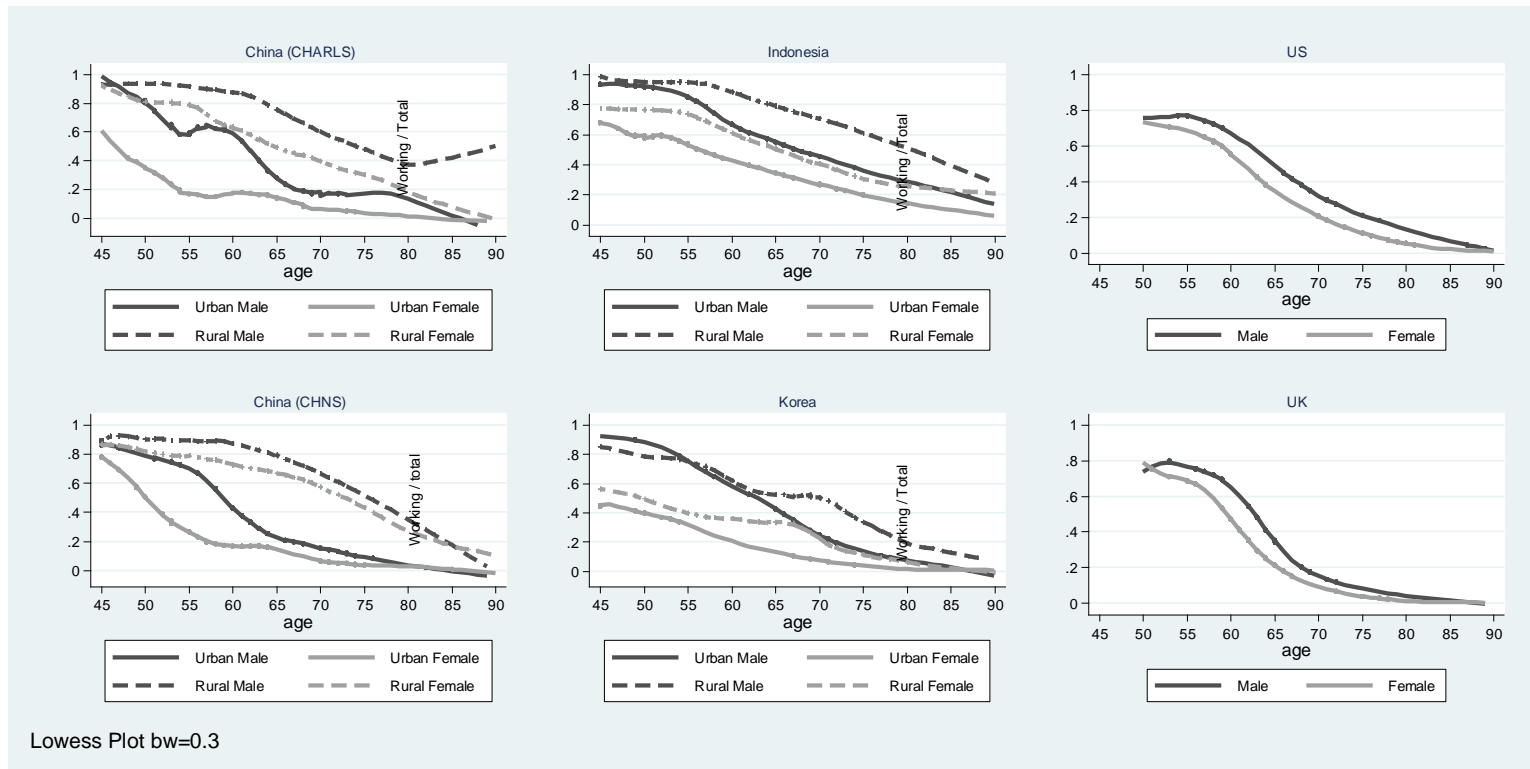 China (CHARLS)
1
.8
.6
.4
.2
0
45 50 55 60 65 70 75 80 85 90
age
Working / Total
Urban Male Urban Female
Rural Male Rural Female
Indonesia
1
.8
.6
.4
.2
0
45 50 55 60 65 70 75 80 85 90
age
Working / Total
Urban Male Urban Female
Rural Male Rural Female
US
1
.8
.6
.4
.2
0
45 50 55 60 65 70 75 80 85 90
age
Male Female
China (CHNS)
1
.8
.6
.4
.2
0
45 50 55 60 65 70 75 80 85 90
age
Working / total
Urban Male Urban Female
Rural Male Rural Female
Korea
1
.8
.6
.4
.2
0
45 50 55 60 65 70 75 80 85 90
age
Working / Total
Urban Male Urban Female
Rural Male Rural Female
UK
1
.8
.6
.4
.2
0
45 50 55 60 65 70 75 80 85 90
age
Male Female
Lowess Plot bw=0.3